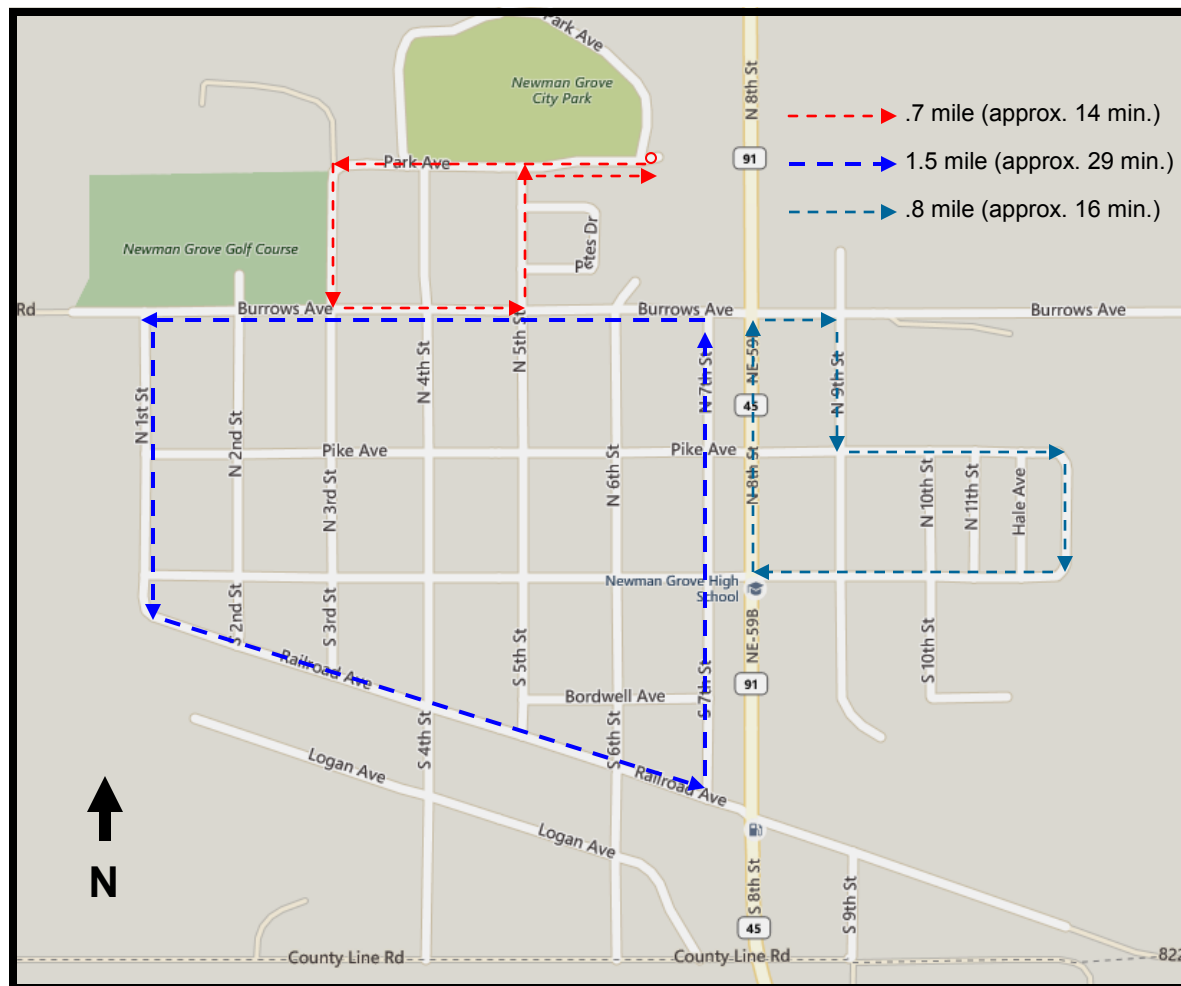 Park Ave
Newman Grove
City Park
N 8th St
.7 mile (approx. 14 min.)
91
Park Ave
1.5 mile (approx. 29 min.)
.8 mile (approx. 16 min.)
Newman Grove Golf Course
Petes Dr
Rd
Burrows Ave
Burrows Ave
Burrows Ave
N 1st St
N 2nd St
N 3rd St
N 4th St
N 5th St
N 6th St
N 7th St
NE-59
45
N 9th St
Pike Ave
Pike Ave
N 8th St
N 10th St
N 11th St
Hale Ave
Newman Grove High
School
S 2nd St
S 3rd St
S 5th St
S 7th St
NE-59B
S 10th St
Railroad Ave
91
Bordwell Ave
S 4th St
S 6th St
Logan Ave
Railroad Ave
Logan Ave
N
S 8th St
S 9th St
45
County Line Rd
County Line Rd
822